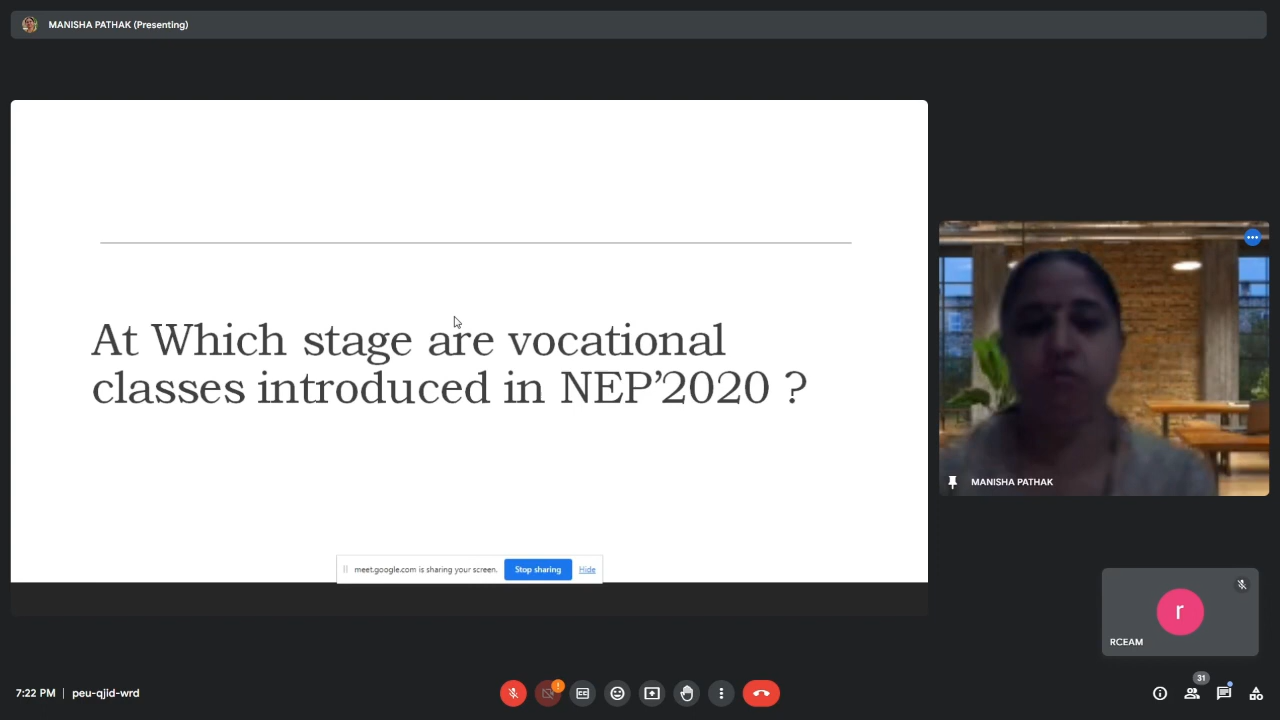 MANISHA PATHAK (Presenting)
At Which stage are vocational
classes introduced in NEP'2020 ?
meet.google.com is sharing your screen.
Stop sharing
Hide
MANISHA PATHAK
r
RCEAM
7:22 PM | peu-qjid-wrd
CC
31